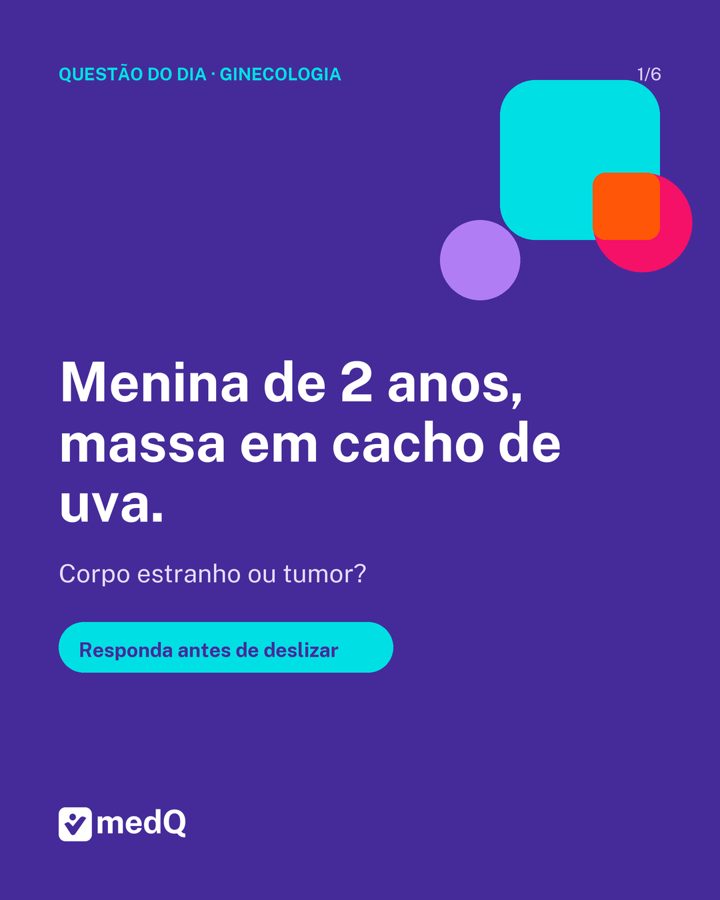 QUESTÃO DO DIA · GINECOLOGIA
1/6
Menina de 2 anos,
massa em cacho de
uva.
Corpo estranho ou tumor?
Responda antes de deslizar
medQ